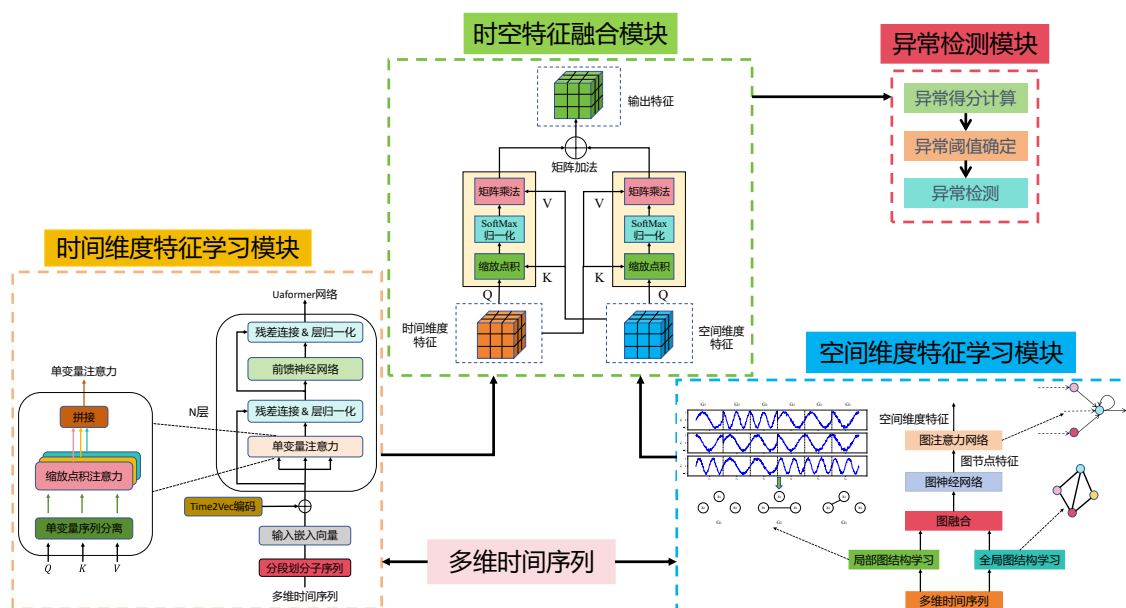 时空特征融合模块
异常检测模块
输出特征
矩阵加法
矩阵乘法
SoftMax
归一化
缩放点积
V
K
Q
矩阵乘法
SoftMax
归一化
缩放点积
V
K
Q
时间维度
特征
空间维度
特征
异常得分计算
异常阈值确定
异常检测
时间维度特征学习模块
Uaformer网络
残差连接 & 层归一化
前馈神经网络
N层
残差连接 & 层归一化
单变量注意力
Time2Vec编码
输入嵌入向量
分段划分子序列
多维时间序列
单变量注意力
拼接
缩放点积注意力
单变量序列分离
Q
K
V
多维时间序列
空间维度特征学习模块
空间维度特征
图注意力网络
图节点特征
图神经网络
图融合
局部图结构学习
全局图结构学习
多维时间序列